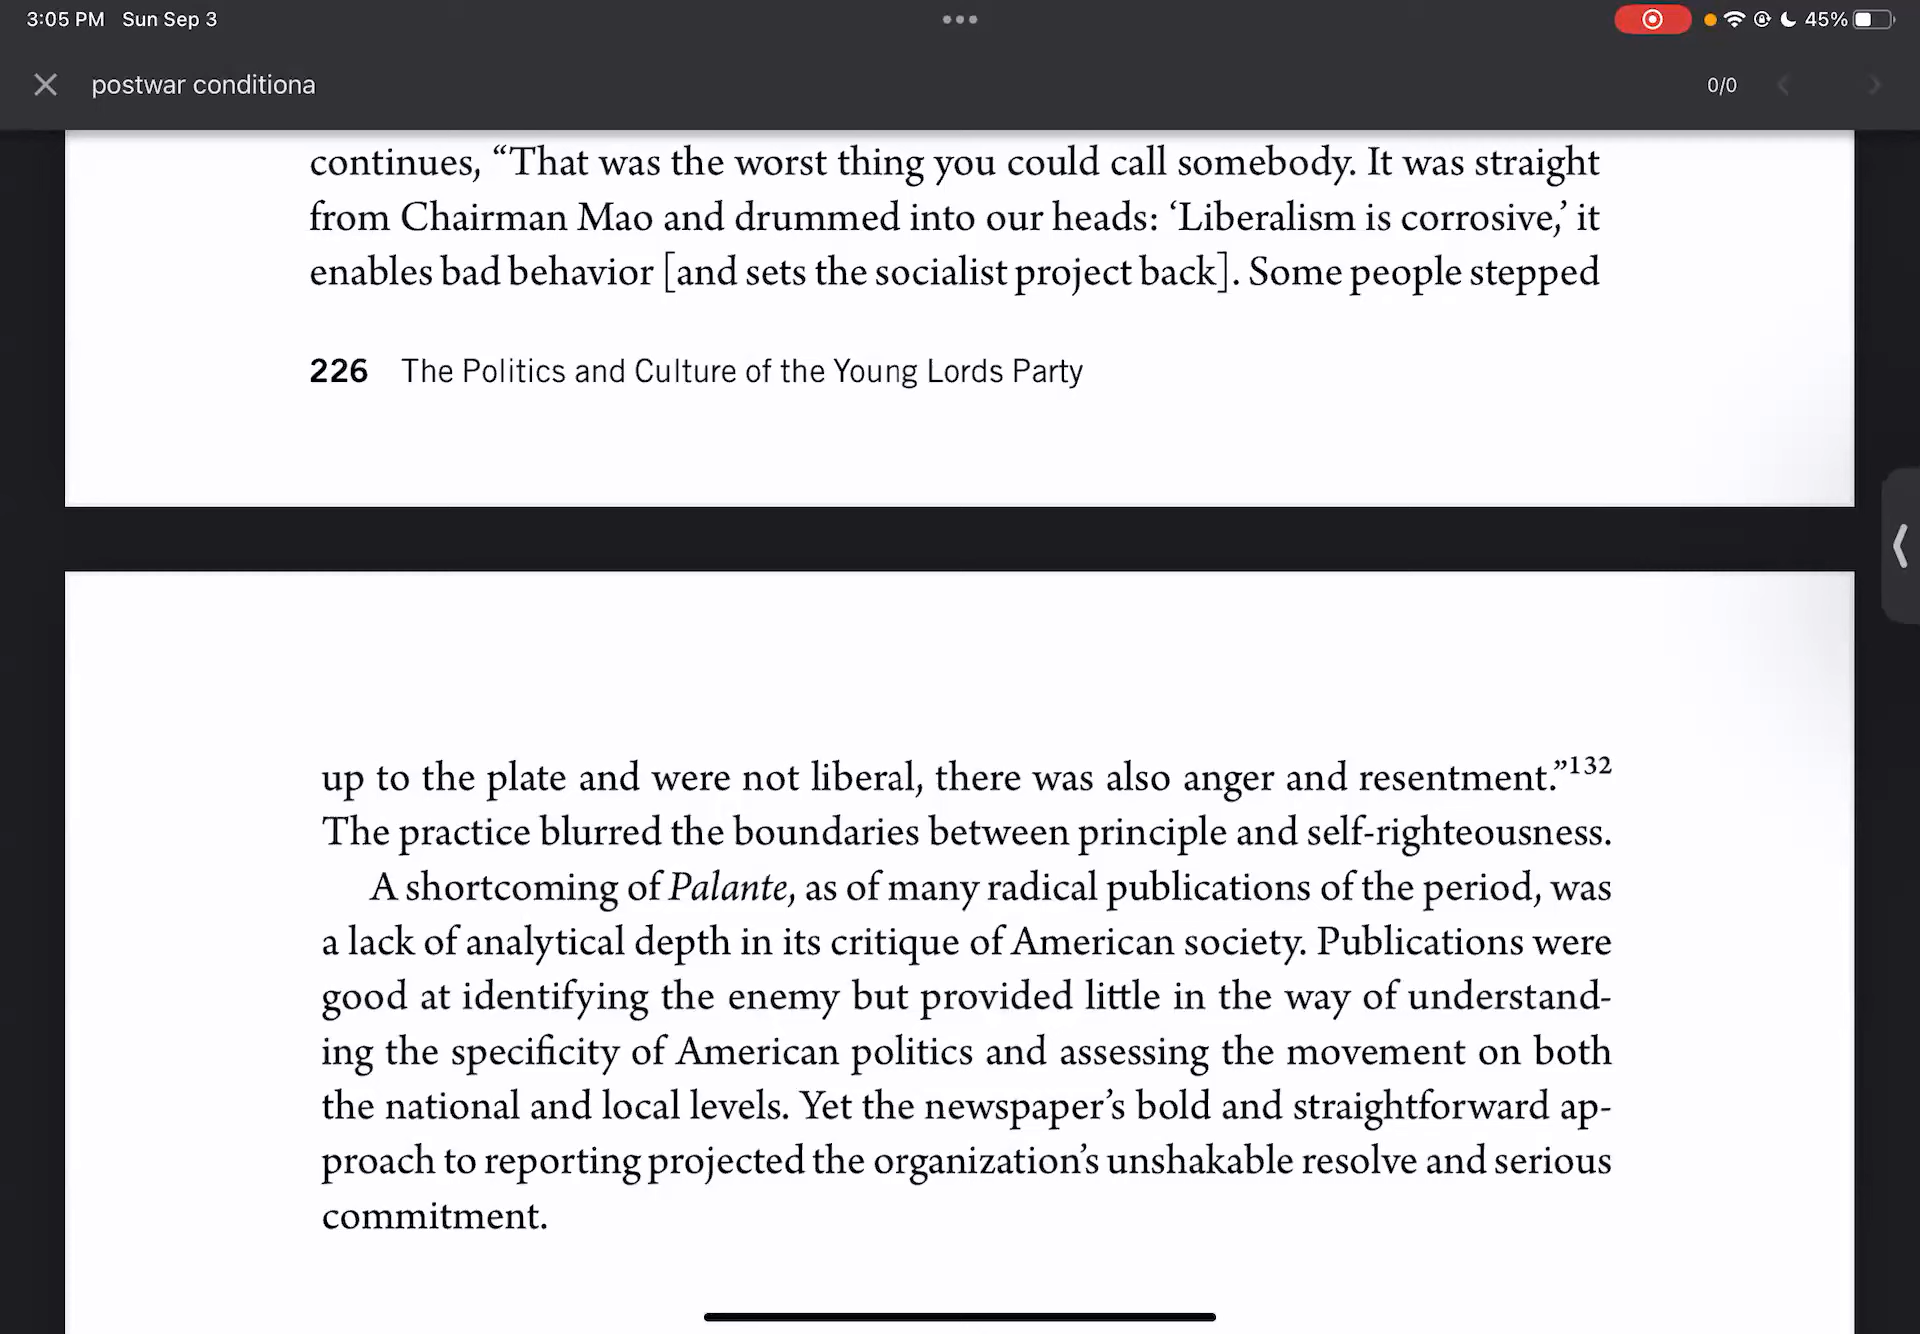 3:05 PM Sun Sep 3
45%
postwar conditiona
0/0
continues, “That was the worst thing you could call somebody. It was straight
from Chairman Mao and drummed into our heads: ‘Liberalism is corrosive,’ it
enables bad behavior [and sets the socialist project back]. Some people stepped
226 The Politics and Culture of the Young Lords Party
up to the plate and were not liberal, there was also anger and resentment.”132
The practice blurred the boundaries between principle and self-righteousness.
A shortcoming of Palante, as of many radical publications of the period, was
a lack of analytical depth in its critique of American society. Publications were
good at identifying the enemy but provided little in the way of understand-
ing the specificity of American politics and assessing the movement on both
the national and local levels. Yet the newspaper’s bold and straightforward ap-
proach to reporting projected the organization’s unshakable resolve and serious
commitment.